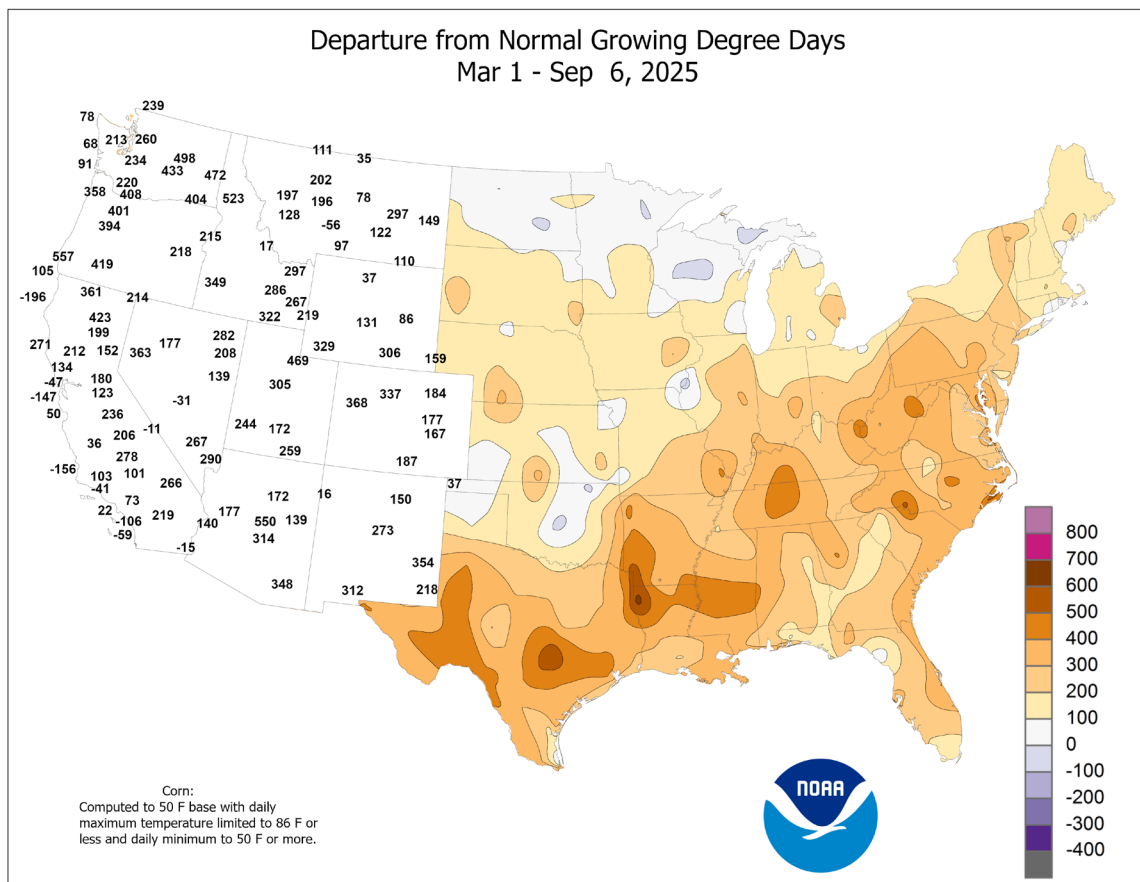 Departure from Normal Growing Degree Days
Mar 1 - Sep 6, 2025
239
78
68 213 260
91 234 498
433 472
111 35
202
220
358 408 404 523
197 196 78
401
394
128 -56 297 149
122
215
557 218
17 97
105 419
110
349 297 37
-196 361 214
286
267
423
199
322 219 131 86
271 212 152 363 177 282
208
329 306 159
134
469
-47 180
139 305
-147 123
-31
368 337 184
50 236
206 -11
244 172
177
167
36 278
267
290
259
187
-156 103 101
-41
266
37
73
22 -106
-59
219
140 177
172 16 150
550 139
314
273
-15
354
348 312 218
800
700
600
500
400
300
200
100
0
-100
-200
-300
-400
NOAA
Corn:
Computed to 50 F base with daily
maximum temperature limited to 86 F or
less and daily minimum to 50 F or more.